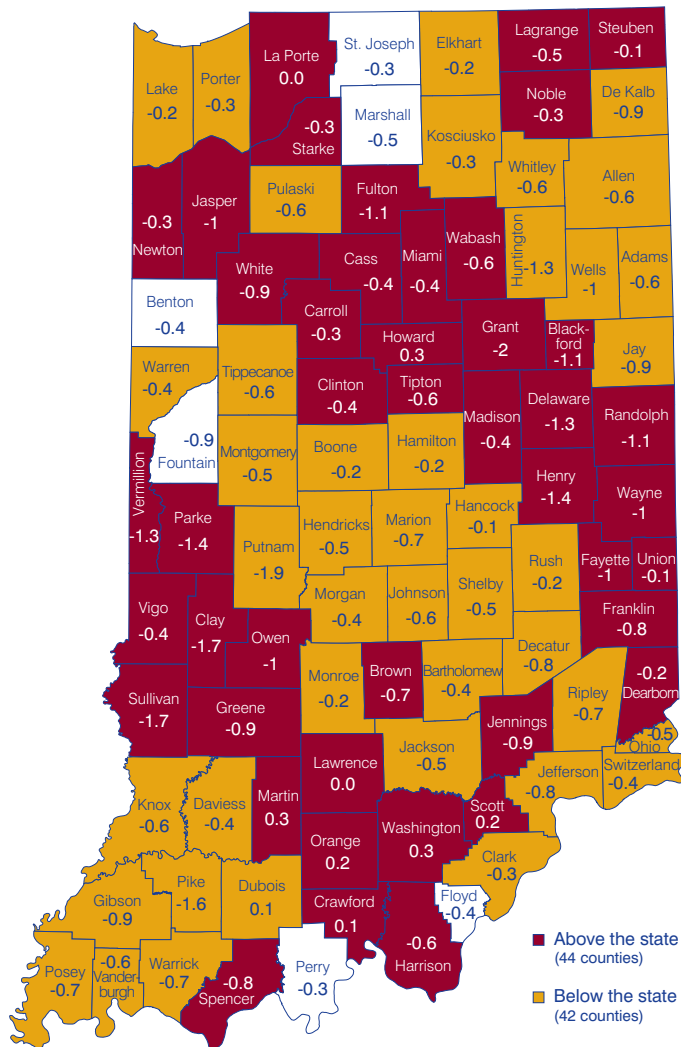 La Porte
0.0
St. Joseph
-0.3
Elkhart
-0.2
Lagrange
-0.5
Steuben
-0.1
Lake
-0.2
Porter
-0.3
Noble
-0.3
De Kalb
-0.9
-0.3
Starke
Marshall
-0.5
Kosciusko
-0.3
Whitley
-0.6
Allen
-0.6
-0.3
Newton
Jasper
-1
Pulaski
-0.6
Fulton
-1.1
White
-0.9
Cass
-0.4
Miami
-0.4
Wabash
-0.6
Huntington
-1.3
Wells
-1
Adams
-0.6
Benton
-0.4
Carroll
-0.3
Howard
0.3
Grant
-2
Black-
ford
-1.1
Jay
-0.9
Warren
-0.4
Tippecanoe
-0.6
Clinton
-0.4
Tipton
-0.6
Madison
-0.4
Delaware
-1.3
Randolph
-1.1
-0.9
Fountain
Montgomery
-0.5
Boone
-0.2
Hamilton
-0.2
Henry
-1.4
Wayne
-1
Vermillion
-1.3
Parke
-1.4
Putnam
-1.9
Hendricks
-0.5
Marion
-0.7
Hancock
-0.1
Rush
-0.2
Fayette
-1
Union
-0.1
Vigo
-0.4
Clay
-1.7
Owen
-1
Morgan
-0.4
Johnson
-0.6
Shelby
-0.5
Franklin
-0.8
Sullivan
-1.7
Greene
-0.9
Monroe
-0.2
Brown
-0.7
Bartholomew
-0.4
Decatur
-0.8
Ripley
-0.7
-0.2
Dearborn
-0.5
Ohio
Jennings
-0.9
Jefferson
-0.8
Switzerland
-0.4
Knox
-0.6
Daviess
-0.4
Martin
0.3
Lawrence
0.0
Jackson
-0.5
Scott
0.2
Orange
0.2
Washington
0.3
Clark
-0.3
Gibson
-0.9
Pike
-1.6
Dubois
0.1
Crawford
0.1
-0.6
Harrison
Floyd
-0.4
Posey
-0.7
-0.6
Vander-
burgh
Warrick
-0.7
-0.8
Spencer
Perry
-0.3
Above the state
(44 counties)
Below the state
(42 counties)